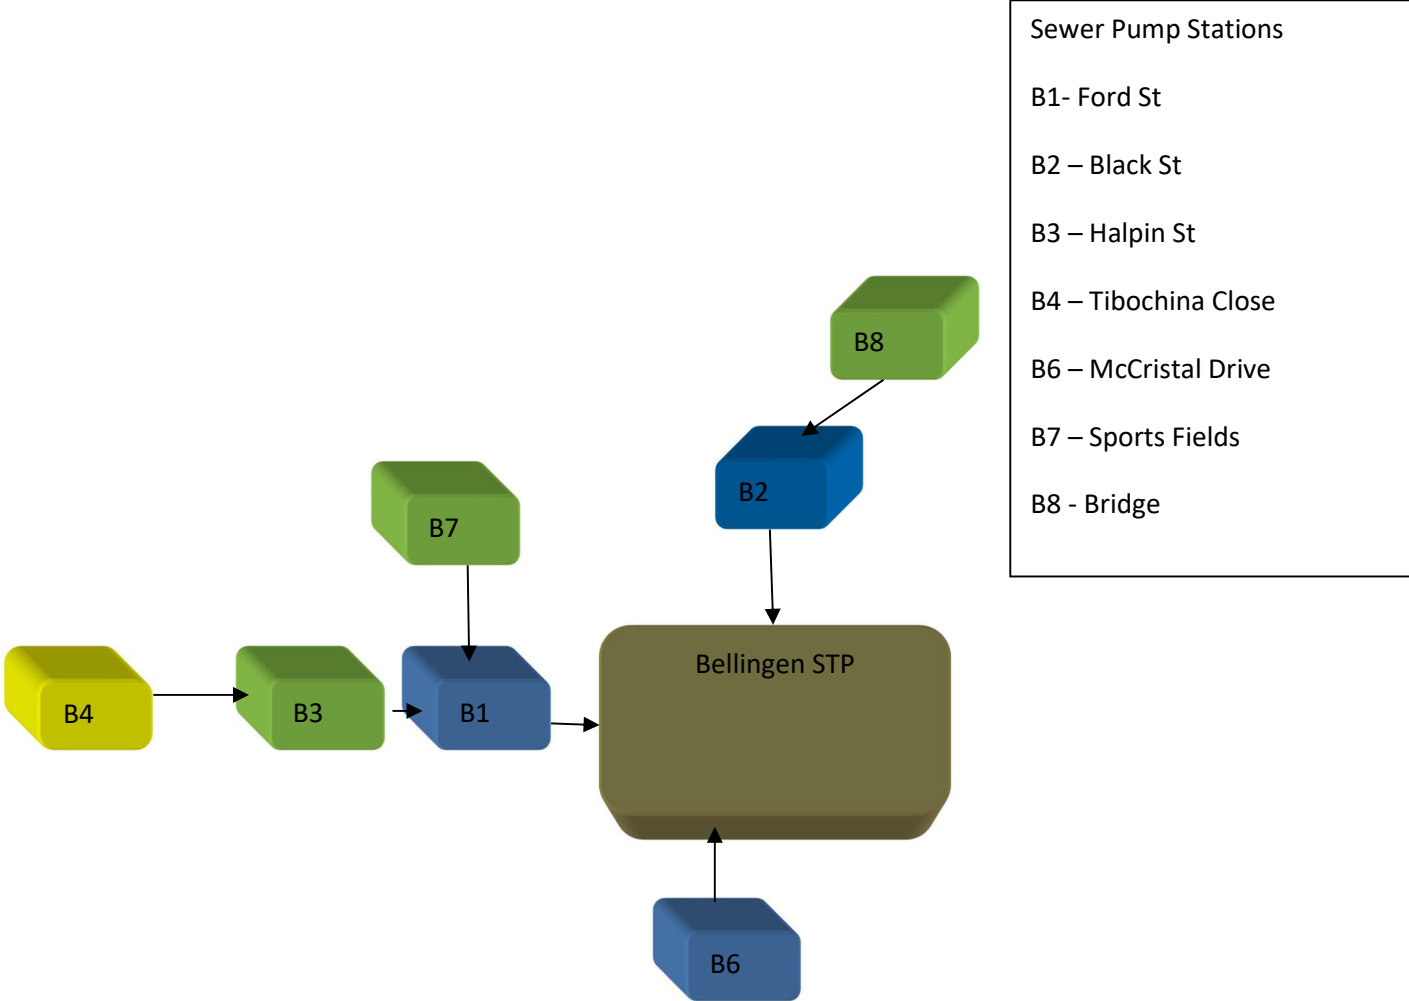 Sewer Pump Stations
B1- Ford St
B2 – Black St
B3 – Halpin St
B4 – Tibochina Close
B6 – McCristal Drive
B7 – Sports Fields
B8 - Bridge
B8
B2
B7
Bellingen STP
B4
B3
B1
B6